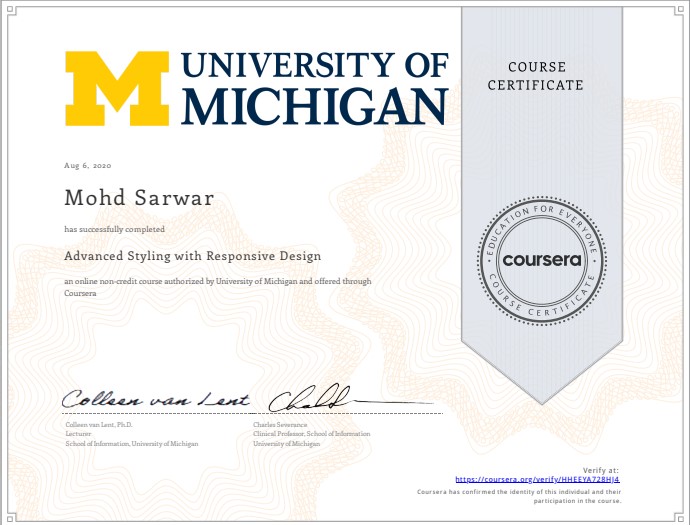 UNIVERSITY OF
MICHIGAN
COURSE
CERTIFICATE
Aug 6, 2020
Mohd Sarwar
has successfully completed
Advanced Styling with Responsive Design
an online non-credit course authorized by University of Michigan and offered through
Coursera
EDUCATION FOR EVERYONE
coursera
COURSE CERTIFICATE
Colleen van Lent
Colleen van Lent, Ph.D.
Lecturer
School of Information, University of Michigan
Charles Severance
Clinical Professor, School of Information
University of Michigan
Verify at:
https://coursera.org/verify/HHEEYA728HJ4
Coursera has confirmed the identity of this individual and their
participation in the course.